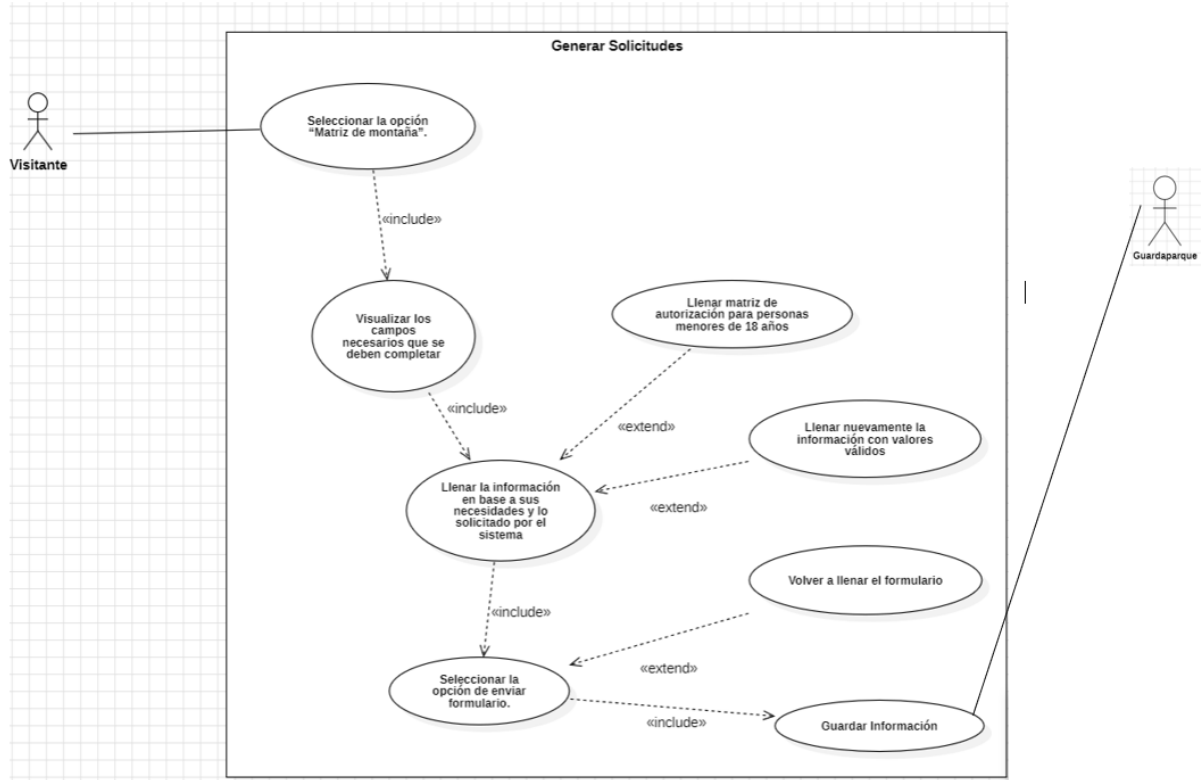 Generar Solicitudes
Seleccionar la opción
“Matriz de montaña”.
Visitante
«include»
Guardaparque
Visualizar los
campos
necesarios que se
deben completar
Llenar matriz de
autorización para personas
menores de 18 años
«include»
«extend»
Llenar nuevamente la
información con valores
válidos
Llenar la información
en base a sus
necesidades y lo
solicitado por el
sistema
«extend»
Volver a llenar el formulario
«include»
«extend»
Seleccionar la
opción de enviar
formulario.
«include»
Guardar Información